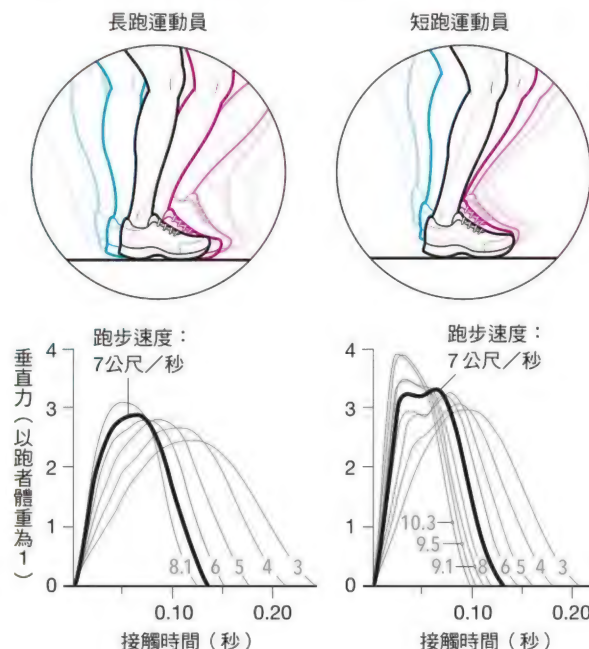 長跑運動員
短跑運動員
垂直力（以跑者體重為1）
跑步速度：
7公尺／秒
4
3
2
1
0
8.1 6 5 4 3
0.10 0.20
接觸時間（秒）
跑步速度：
7公尺／秒
4
3
2
1
0
10.3
9.5
9.1 8 6 5 4 3
0.10 0.20
接觸時間（秒）